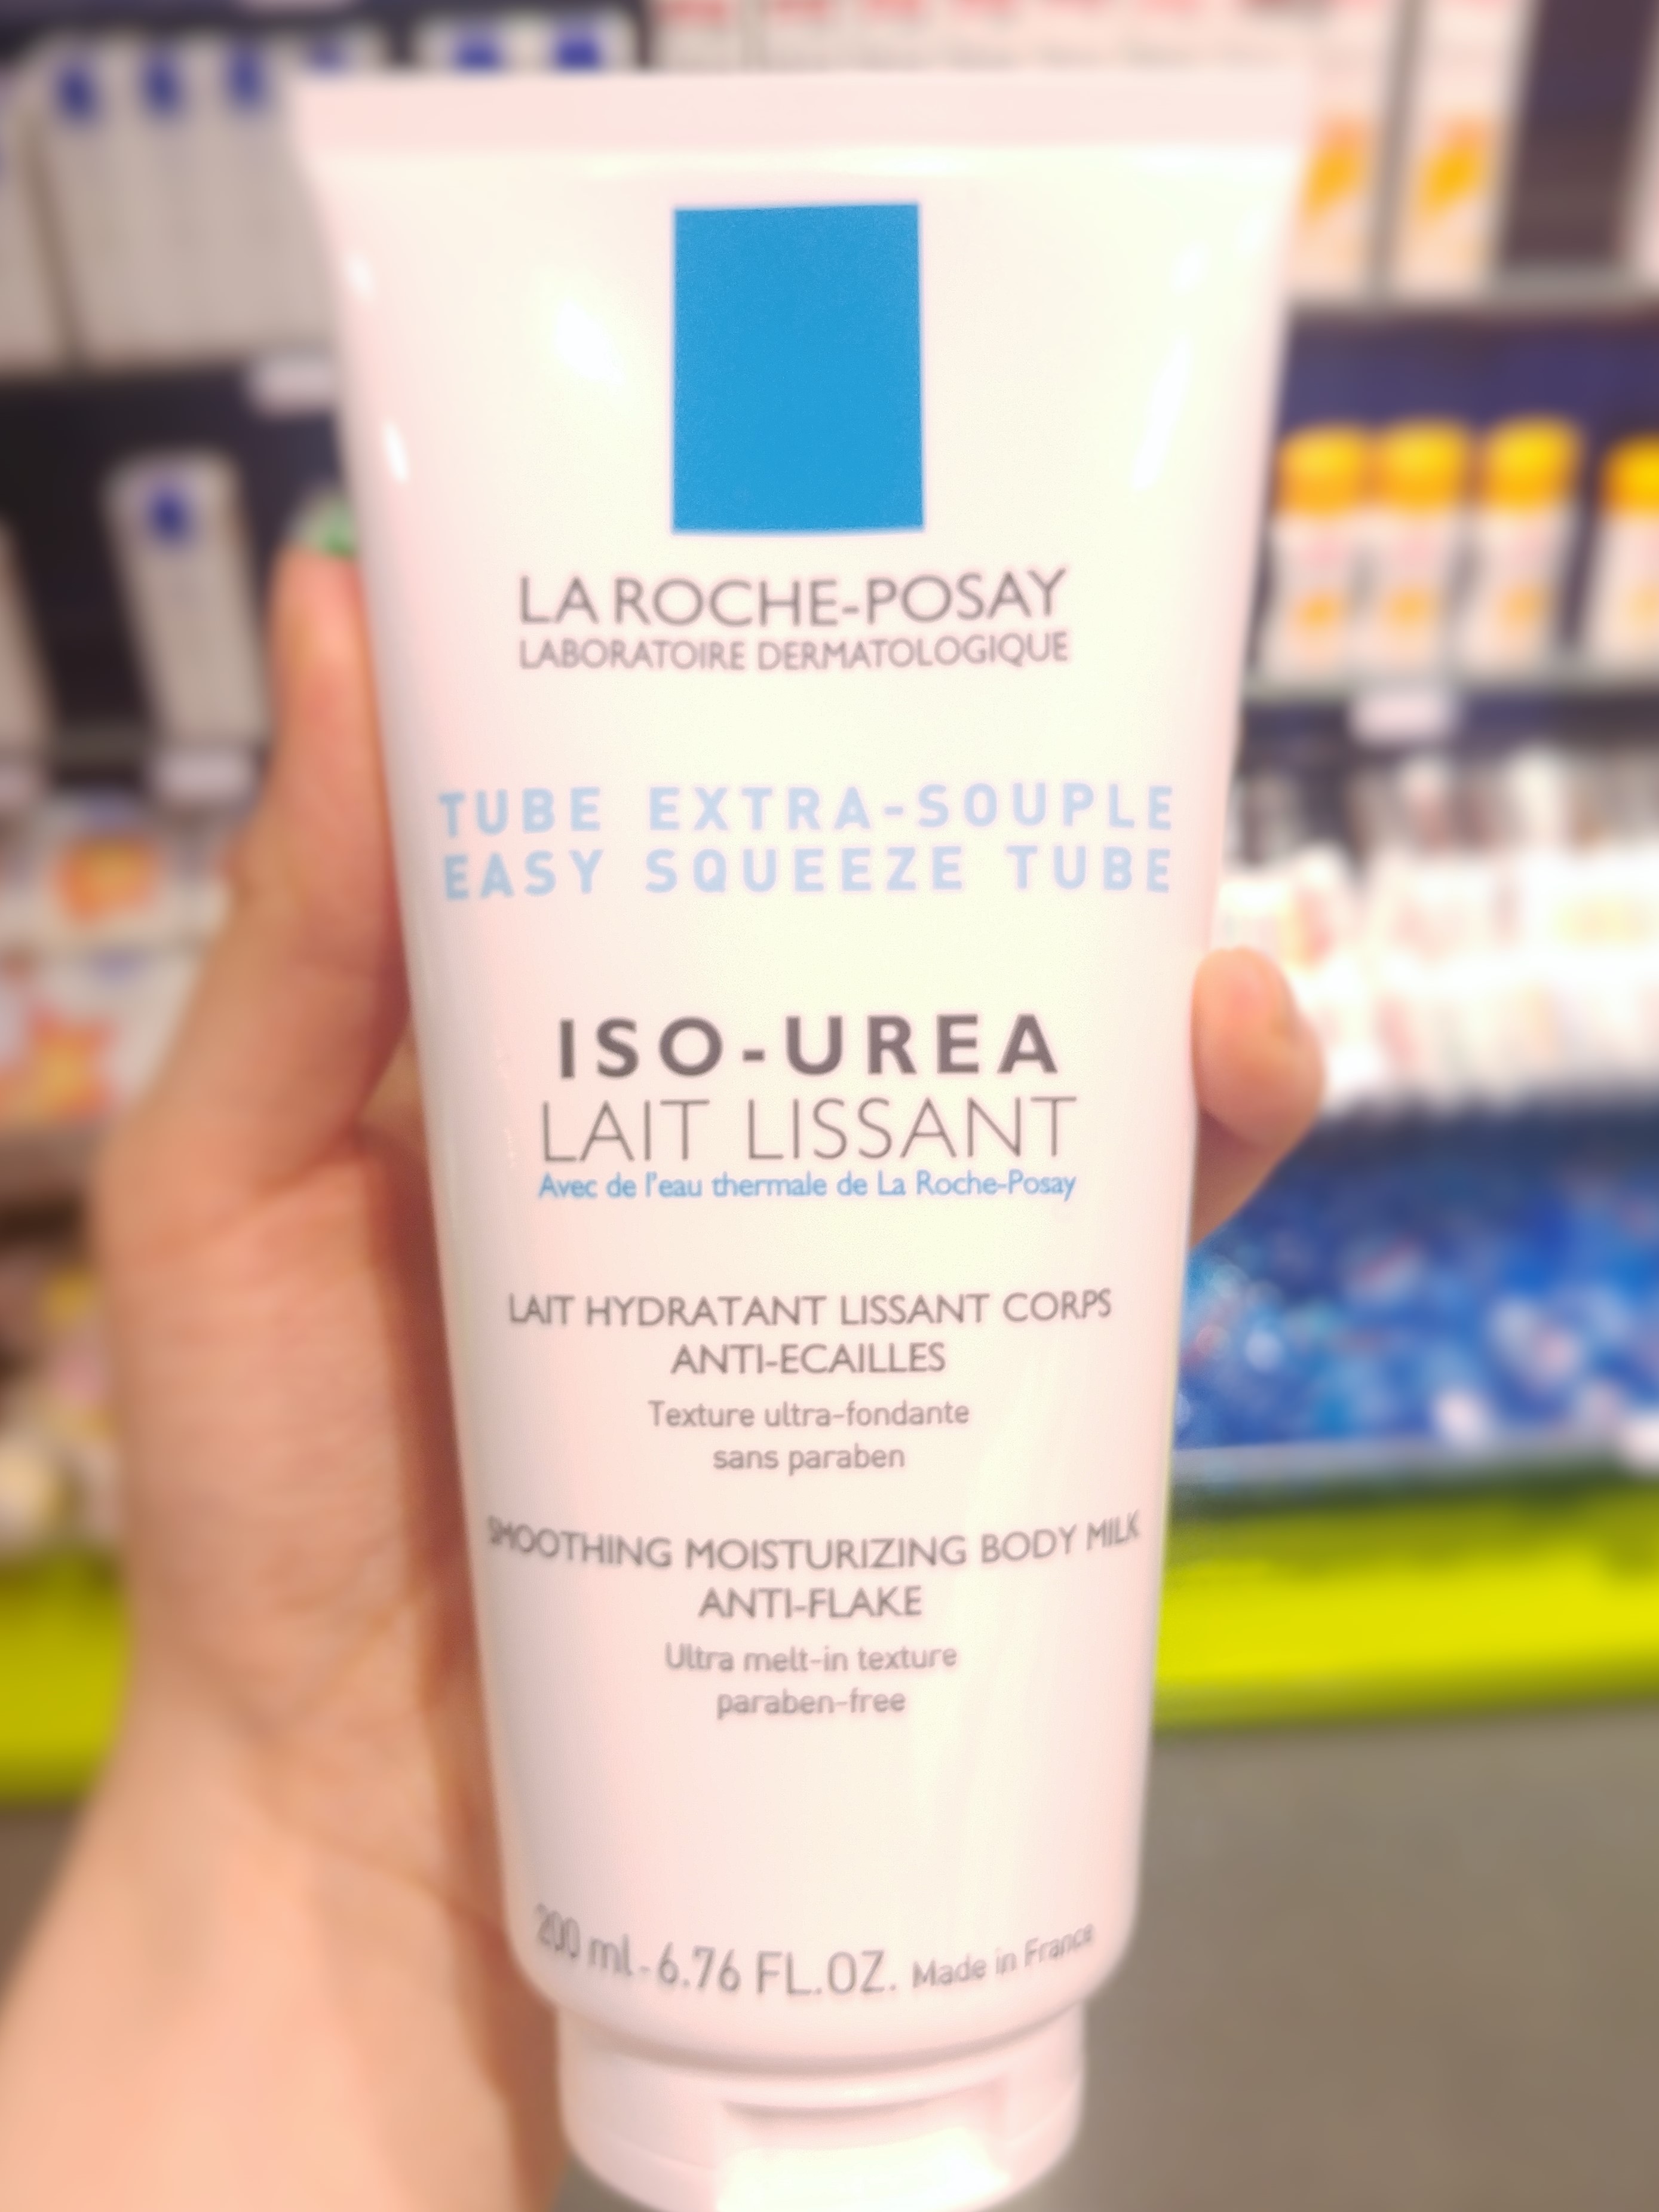 LA ROCHE-POSAY
LABORATOIRE DERMATOLOGIQUE
TUBE EXTRA-SOUPLE
EASY SQUEEZE TUBE
ISO-UREA
LAIT LISSANT
Avec de l'eau thermale de La Roche-Posay
LAIT HYDRATANT LISSANT CORPS
ANTI-ECAILLES
Texture ultra-fondante
sans paraben
SMOOTHING MOISTURIZING BODY MILK
ANTI-FLAKE
Ultra melt-in texture
paraben-free
200 ml - 6.76 FL.OZ. Made in France